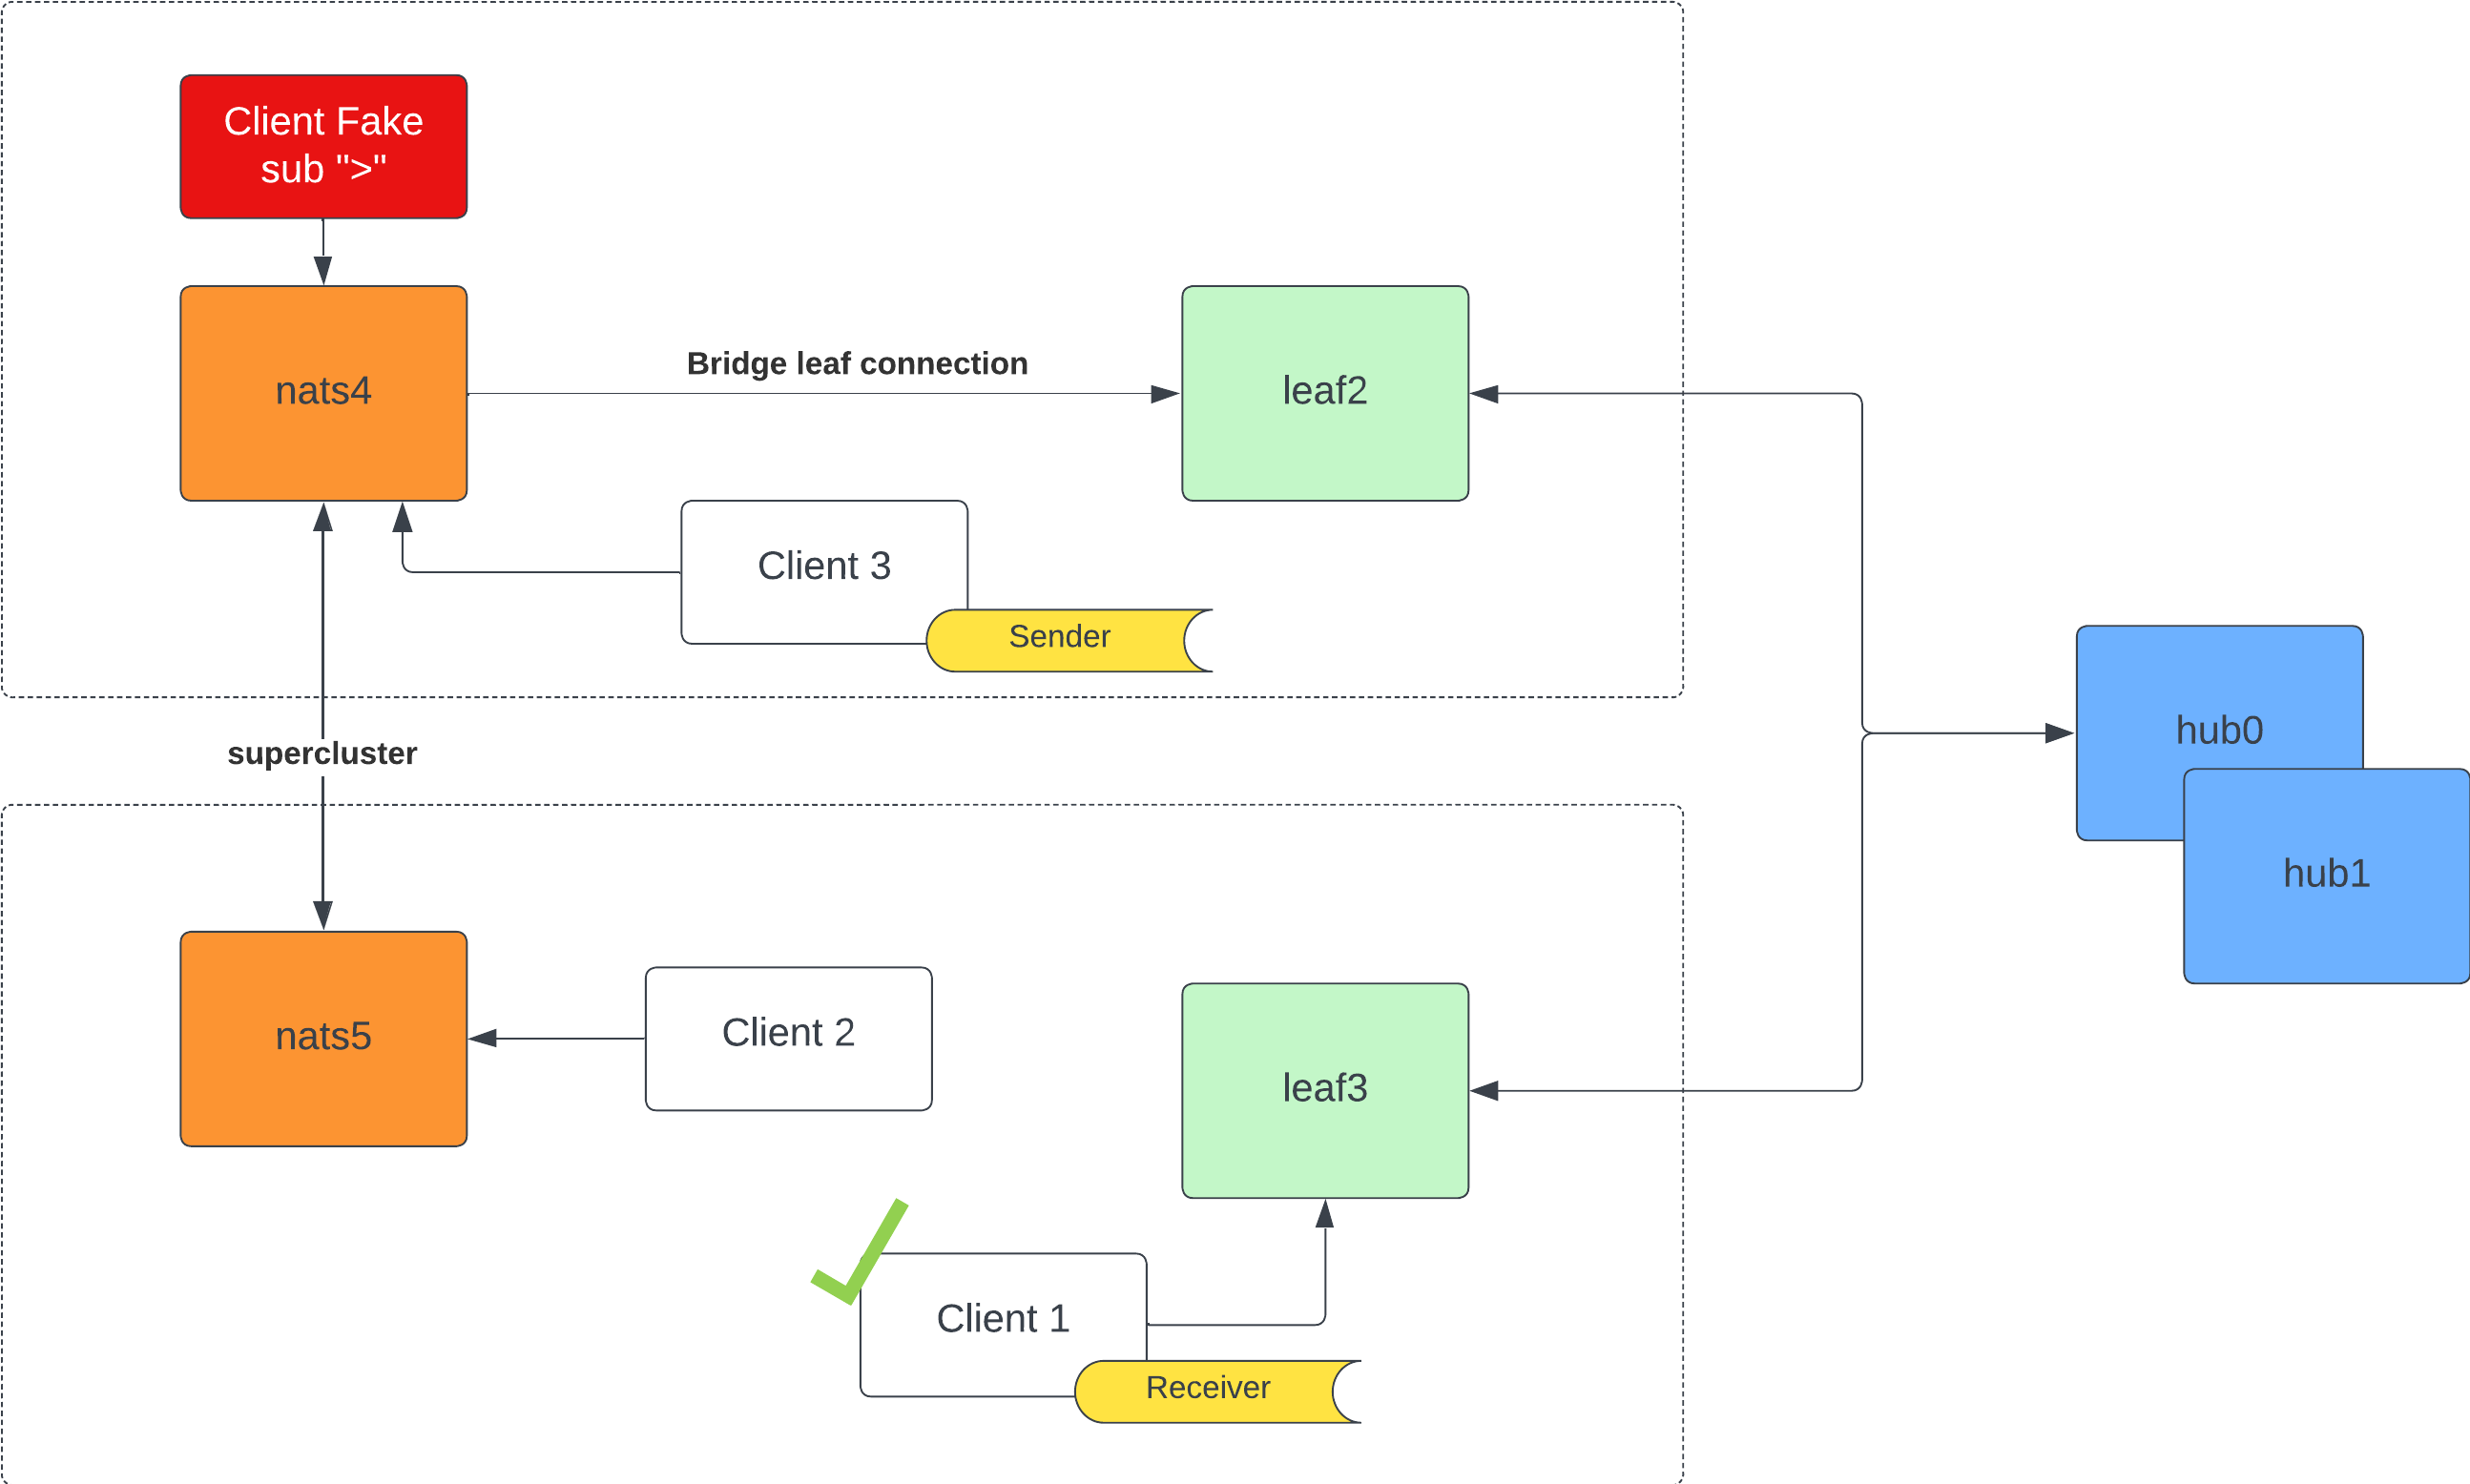 Client Fake
sub ">"
nats4
Bridge leaf connection
leaf2
Client 3
Sender
supercluster
hub0
hub1
nats5
Client 2
leaf3
Client 1
Receiver